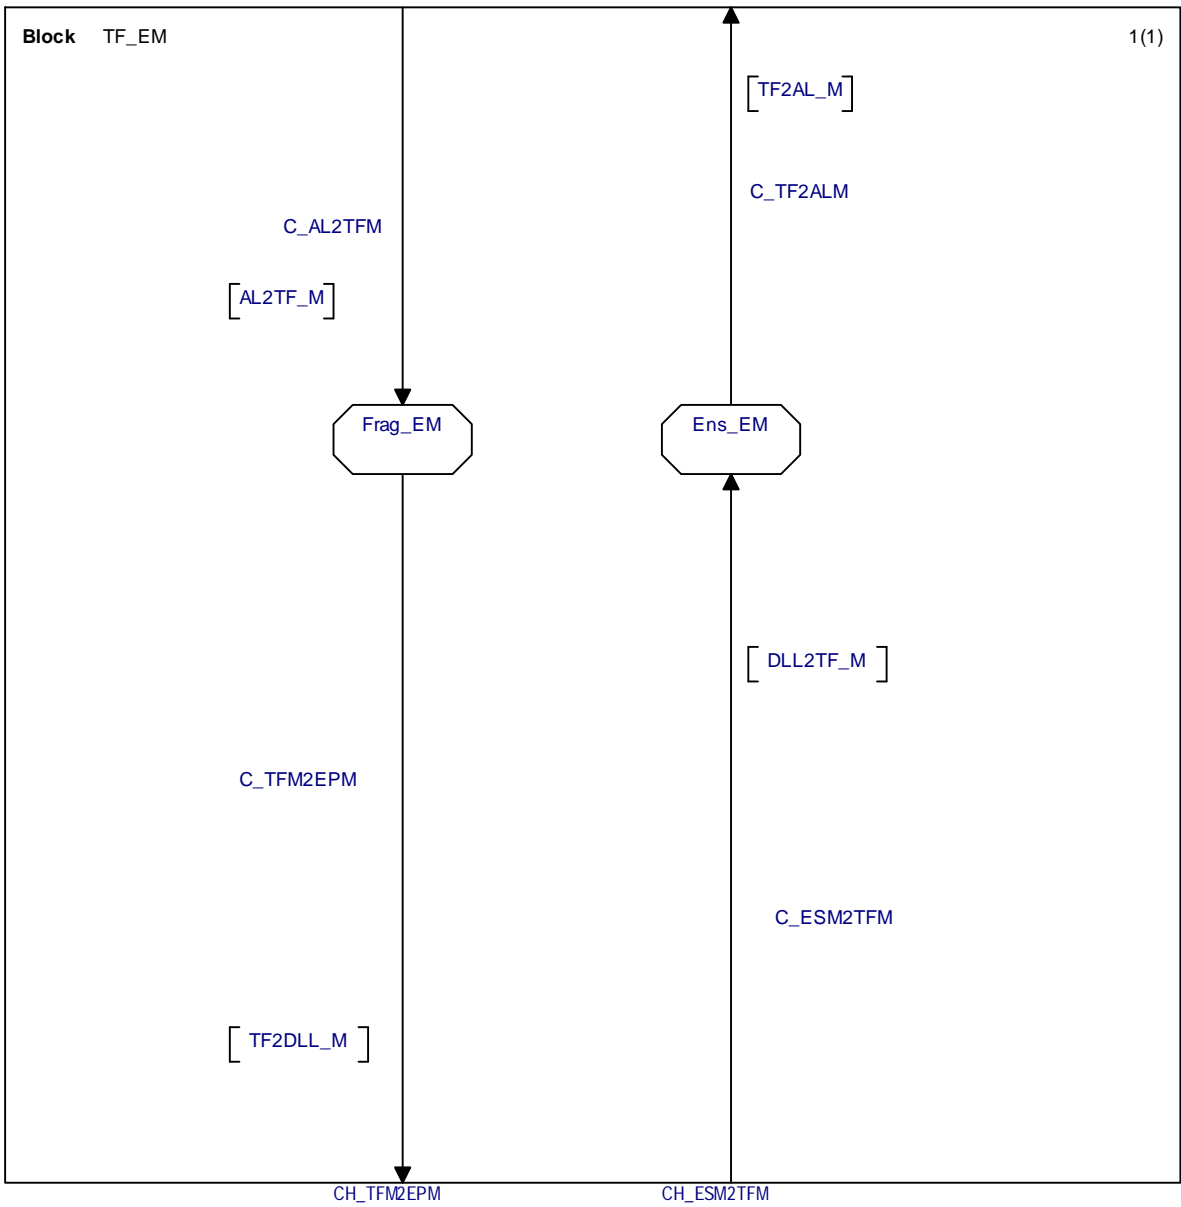 Block TF_EM 1(1)
TF2AL_M
C_TF2ALM
C_AL2TFM
AL2TF_M
Frag_EM
Ens_EM
DLL2TF_M
C_TFM2EPM
C_ESM2TFM
TF2DLL_M
CH_TFM2EPM
CH_ESM2TFM